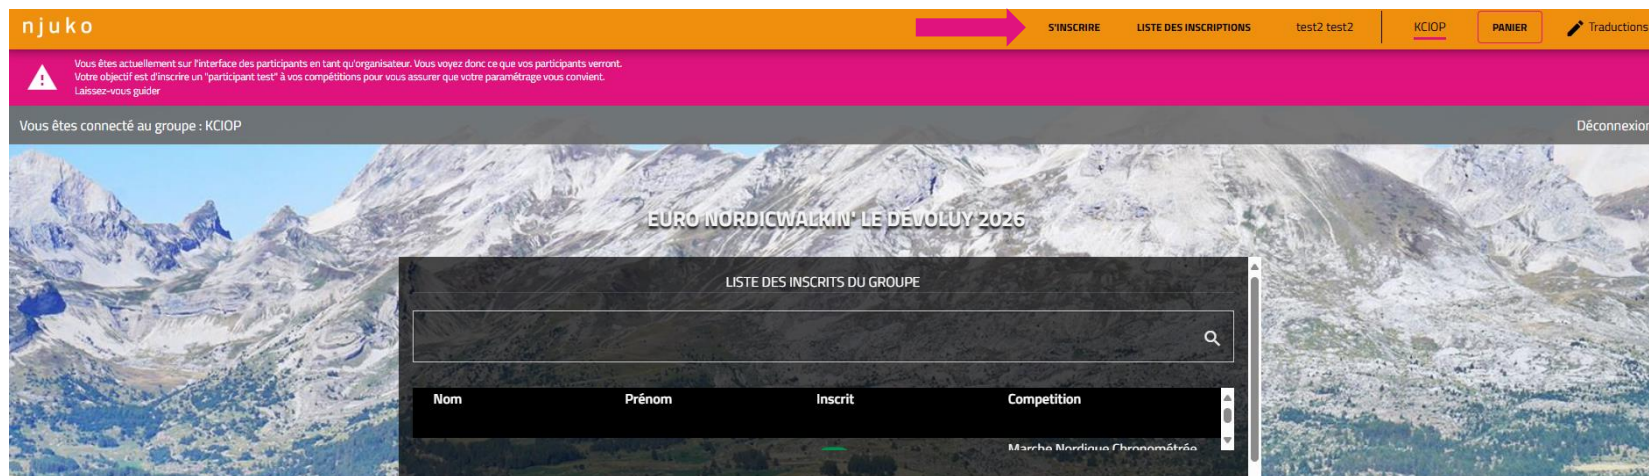 njuko
S'INSCRIRE
LISTE DES INSCRIPTIONS
test2 test2
KCIOP
PANIER
Traductions
Vous êtes actuellement sur l'interface des participants en tant qu'organisateur. Vous voyez donc ce que vos participants verront.
Votre objectif est d'inscrire un "participant test" à vos compétitions pour vous assurer que votre paramétrage vous convient.
Laissez-vous guider
Vous êtes connecté au groupe : KCIOP
Déconnexion
EURO NORDICWALKIN' LE DÉVOLUY 2026
LISTE DES INSCRITS DU GROUPE
Nom Prénom Inscrit Competition
Marche Nordique Chronométrée